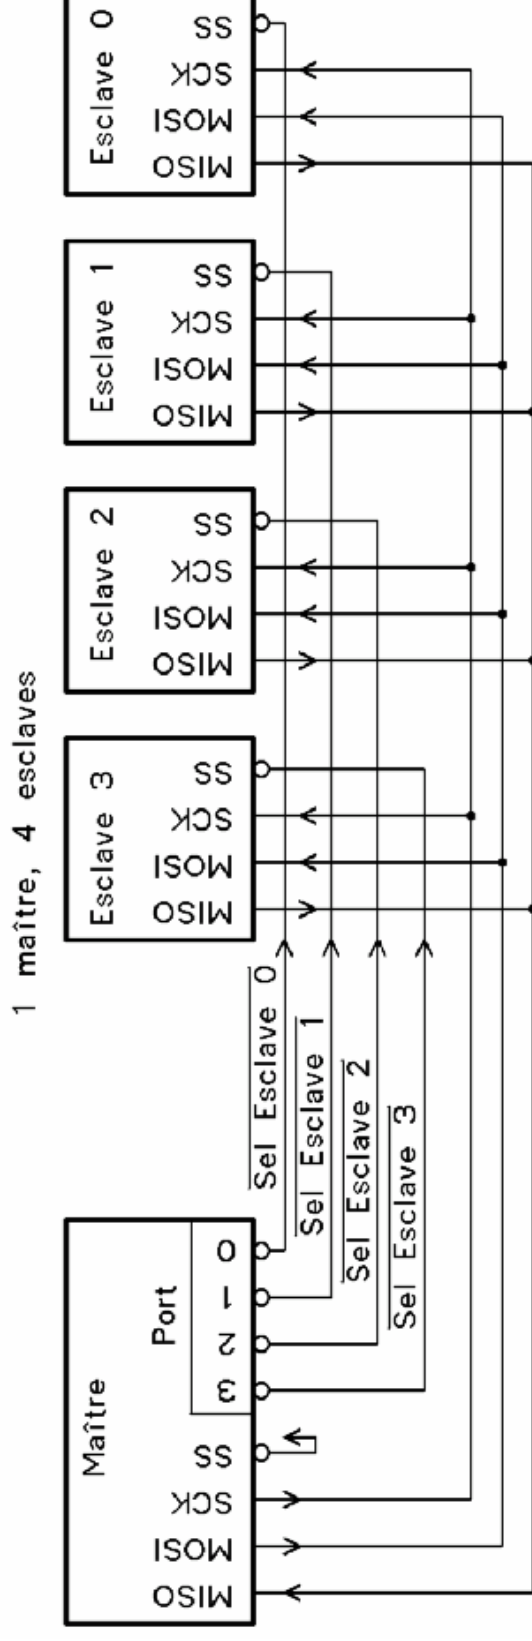 1 maître, 4 esclaves
Maître
Port
MISO
MOSI
SCK
SS
3
2
1
0
Sel Esclave 0
Sel Esclave 1
Sel Esclave 2
Sel Esclave 3
Esclave 3
MISO
MOSI
SCK
SS
Esclave 2
MISO
MOSI
SCK
SS
Esclave 1
MISO
MOSI
SCK
SS
Esclave 0
MISO
MOSI
SCK
SS